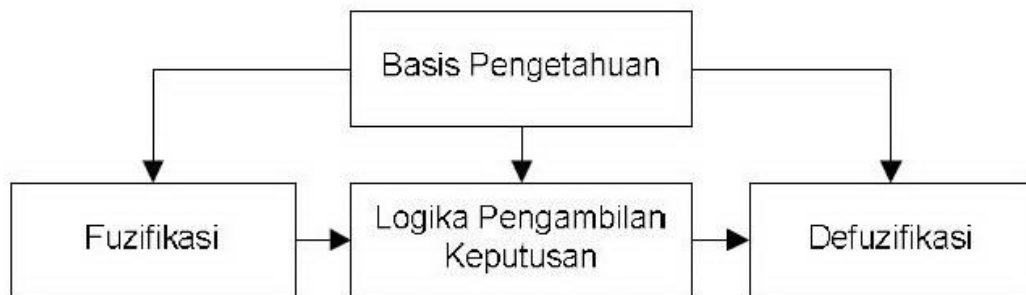 Basis Pengetahuan
Fuzifikasi
Logika Pengambilan
Keputusan
Defuzifikasi